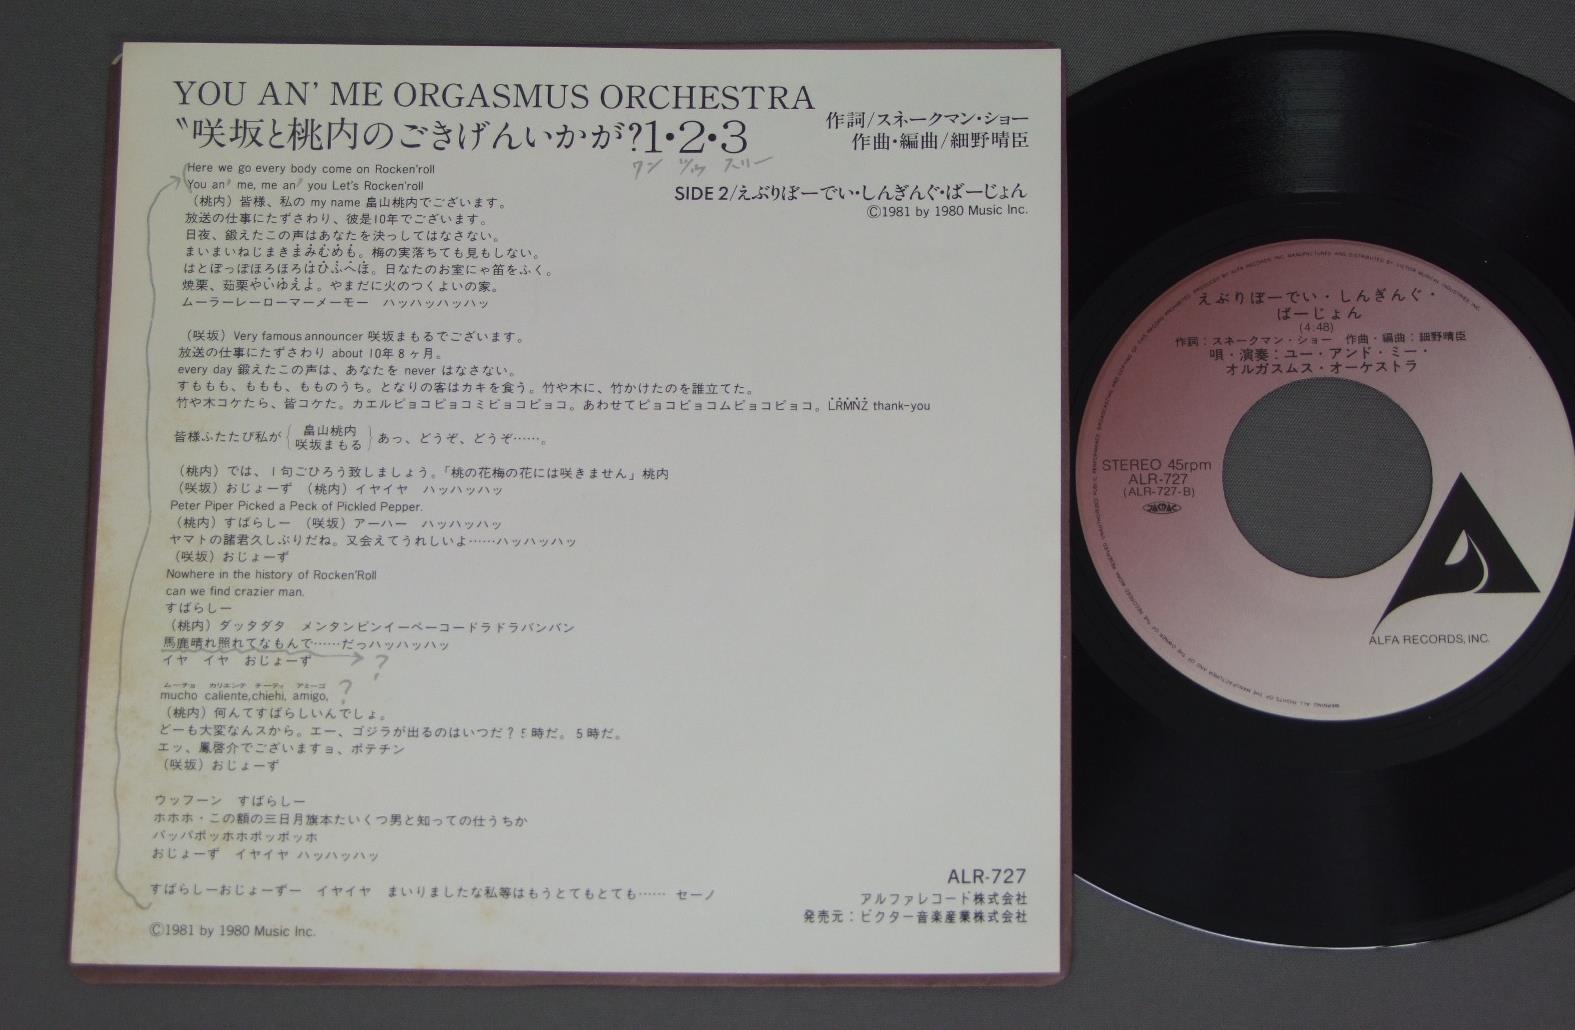 YOU AN' ME ORGASMUS ORCHESTRA
〝咲坂と桃内のごきげんいかが?1・2・3
ワン ツゥ スリー
作詞/スネークマン・ショー
作曲・編曲/細野晴臣
SIDE 2/えぶりぼーでい・しんぎんぐ・ばーじょん
©1981 by 1980 Music Inc.
Here we go every body come on Rocken'roll
You an' me, me an' you Let's Rocken'roll
(桃内)皆様、私の my name 畠山桃内でございます。
放送の仕事にたずさわり、彼是10年でございます。
日夜、鍛えたこの声はあなたを決っしてはなさない。
まいまいねじまきまみむめも。梅の実落ちても見もしない。
はとぽっぽほろほろはひふへほ。日なたのお室にゃ笛をふく。
焼栗、茹栗やいゆえよ。やまだに火のつくよいの家。
ムーラーレーローマーメーモー ハッハッハッハッ
(咲坂)Very famous announcer 咲坂まもるでございます。
放送の仕事にたずさわり about 10年8ヶ月。
every day 鍛えたこの声は、あなたを never はなさない。
すももも、ももも、もものうち。となりの客はカキを食う。竹や木に、竹かけたのを誰立てた。
竹や木コケたら、皆コケた。カエルピョコピョコミピョコピョコ。あわせてピョコピョコムピョコピョコ。LRMNZ thank-you
皆様ふたたび私が{畠山桃内 咲坂まもる}あっ、どうぞ、どうぞ……。
(桃内)では、1句ごひろう致しましょう。「桃の花梅の花には咲きません」桃内
(咲坂)おじょーず (桃内)イヤイヤ ハッハッハッ
Peter Piper Picked a Peck of Pickled Pepper.
(桃内)すばらしー (咲坂)アーハー ハッハッハッ
ヤマトの諸君久しぶりだね。又会えてうれしいよ……ハッハッハッ
(咲坂)おじょーず
Nowhere in the history of Rocken'Roll
can we find crazier man.
すばらしー
(桃内)ダッタダタ メンタンピンイーペーコードラドラバンバン
馬鹿晴れ照れてなもんで……だっハッハッハッ
イヤ イヤ おじょーず
?
ムーチョ カリエンテ チーティ アミーゴ
mucho caliente,chiehi, amigo,
?
(桃内)何んてすばらしいんでしょ。
どーも大変なんスから。エー、ゴジラが出るのはいつだ?5時だ。5時だ。
エッ、鳳啓介でございますョ、ポテチン
(咲坂)おじょーず
ウッフーン すばらしー
ホホホ・この額の三日月旗本たいくつ男と知っての仕うちか
パッパポッホホポッポッホ
おじょーず イヤイヤ ハッハッハッ
すばらしーおじょーずー イヤイヤ まいりましたな私等はもうとてもとても…… セーノ
©1981 by 1980 Music Inc.
ALR-727
アルファレコード株式会社
発売元：ビクター音楽産業株式会社
えぶりぼーでい・しんぎんぐ・
ばーじょん
(4:48)
作詞：スネークマン・ショー 作曲・編曲：細野晴臣
唄・演奏：ユー・アンド・ミー・
オルガスムス・オーケストラ
STEREO 45rpm
ALR-727
(ALR-727-B)
JASRAC
ALFA RECORDS, INC.